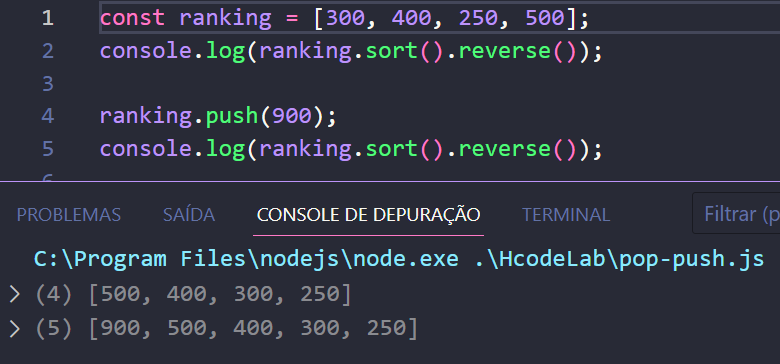 1 const ranking = [300, 400, 250, 500];
2 console.log(ranking.sort().reverse());
3
4 ranking.push(900);
5 console.log(ranking.sort().reverse());
PROBLEMAS SAÍDA CONSOLE DE DEPURAÇÃO TERMINAL Filtrar (p
C:\Program Files\nodejs\node.exe .\HcodeLab\pop-push.js
> (4) [500, 400, 300, 250]
> (5) [900, 500, 400, 300, 250]